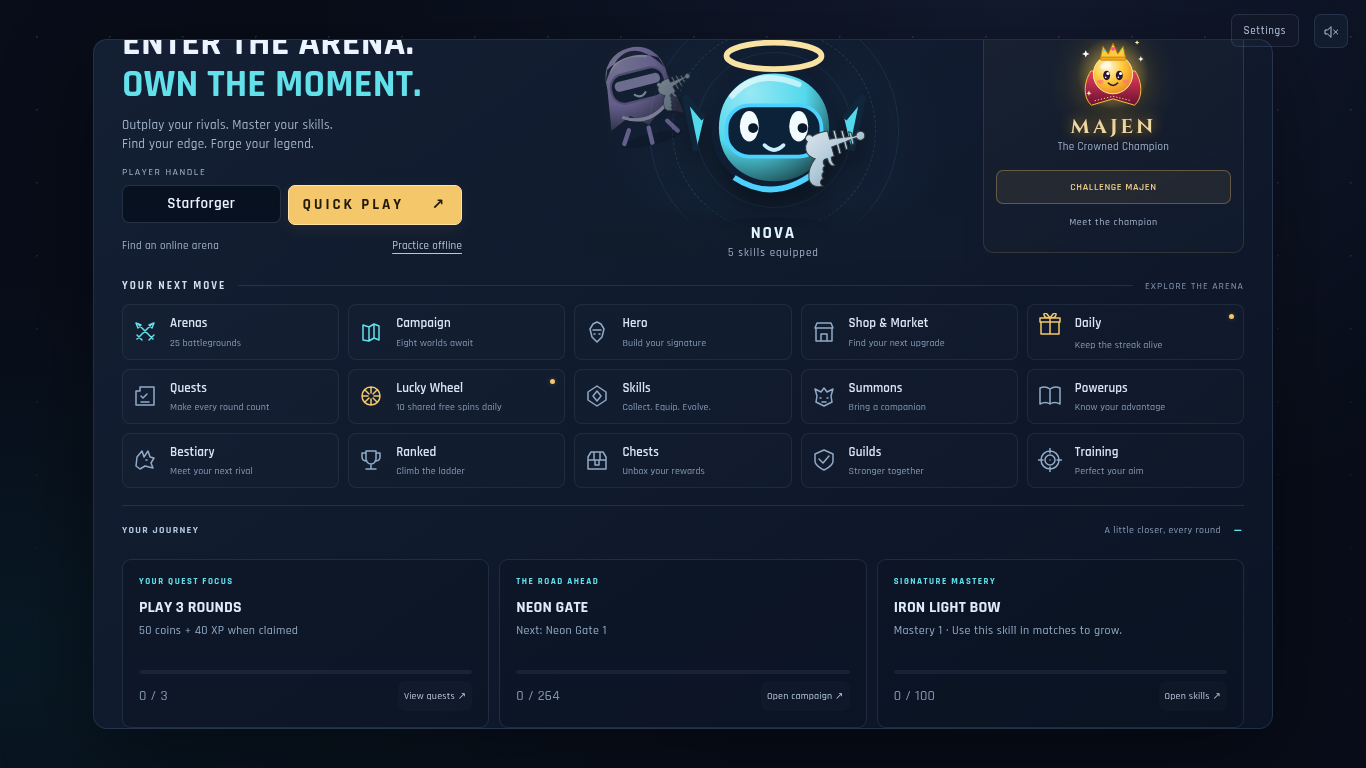 Settings
ENTER THE ARENA.
OWN THE MOMENT.
Outplay your rivals. Master your skills.
Find your edge. Forge your legend.
PLAYER HANDLE
Starforger
QUICK PLAY ↗
Find an online arena
Practice offline
NOVA
5 skills equipped
MAJEN
The Crowned Champion
CHALLENGE MAJEN
Meet the champion
YOUR NEXT MOVE
EXPLORE THE ARENA
Arenas
25 battlegrounds
Campaign
Eight worlds await
Hero
Build your signature
Shop & Market
Find your next upgrade
Daily
Keep the streak alive
Quests
Make every round count
Lucky Wheel
10 shared free spins daily
Skills
Collect. Equip. Evolve.
Summons
Bring a companion
Powerups
Know your advantage
Bestiary
Meet your next rival
Ranked
Climb the ladder
Chests
Unbox your rewards
Guilds
Stronger together
Training
Perfect your aim
YOUR JOURNEY
A little closer, every round –
YOUR QUEST FOCUS
PLAY 3 ROUNDS
50 coins + 40 XP when claimed
0 / 3
View quests ↗
THE ROAD AHEAD
NEON GATE
Next: Neon Gate 1
0 / 264
Open campaign ↗
SIGNATURE MASTERY
IRON LIGHT BOW
Mastery 1 · Use this skill in matches to grow.
0 / 100
Open skills ↗